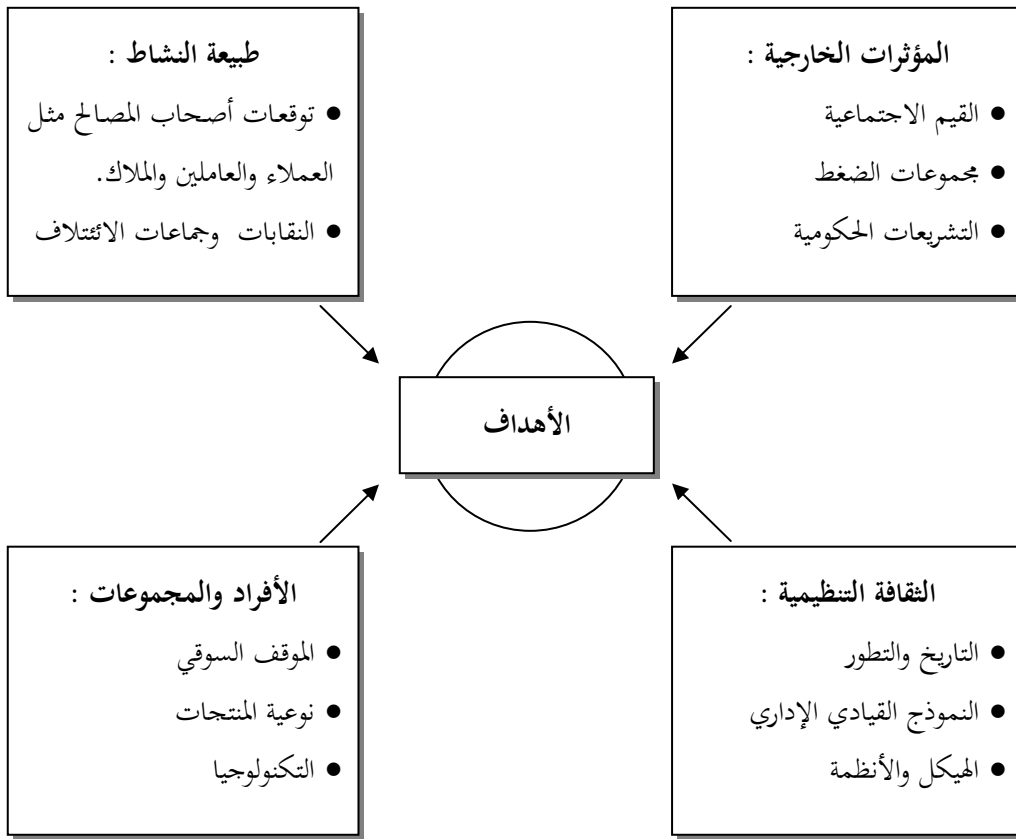 المؤثرات الخارجية :
● القيم الاجتماعية
● مجموعات الضغط
● التشريعات الحكومية
طبيعة النشاط :
● توقعات أصحاب المصالح مثل
العملاء والعاملين والملاك.
● النقابات وجماعات الائتلاف
الأهداف
الثقافة التنظيمية :
● التاريخ والتطور
● النموذج القيادي الإداري
● الهيكل والأنظمة
الأفراد والمجموعات :
● الموقف السوقي
● نوعية المنتجات
● التكنولوجيا